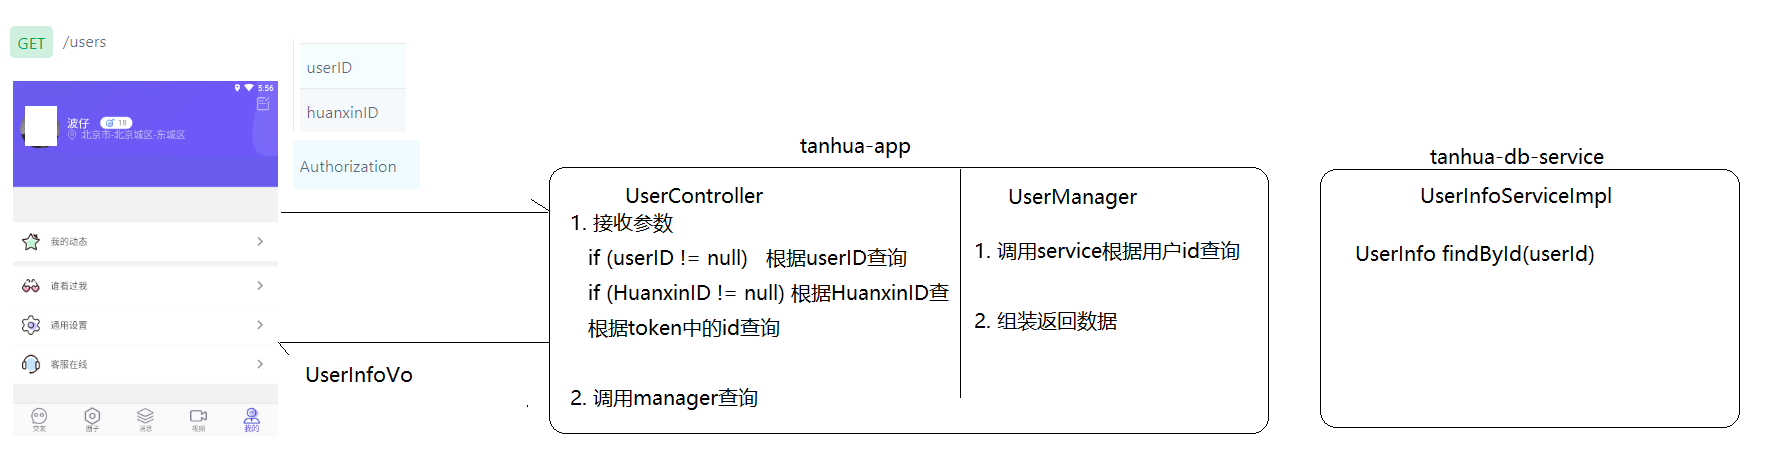 GET /users
5:56
波仔 18
北京市-北京城区-东城区
我的动态
谁看过我
通用设置
客服在线
交友 圈子 消息 视频 我的
userID
huanxinID
Authorization
UserInfoVo
tanhua-app
UserController
1. 接收参数
if (userID != null) 根据userID查询
if (HuanxinID != null) 根据HuanxinID查
根据token中的id查询
2. 调用manager查询
UserManager
1. 调用service根据用户id查询
2. 组装返回数据
tanhua-db-service
UserInfoServiceImpl
UserInfo findById(userId)